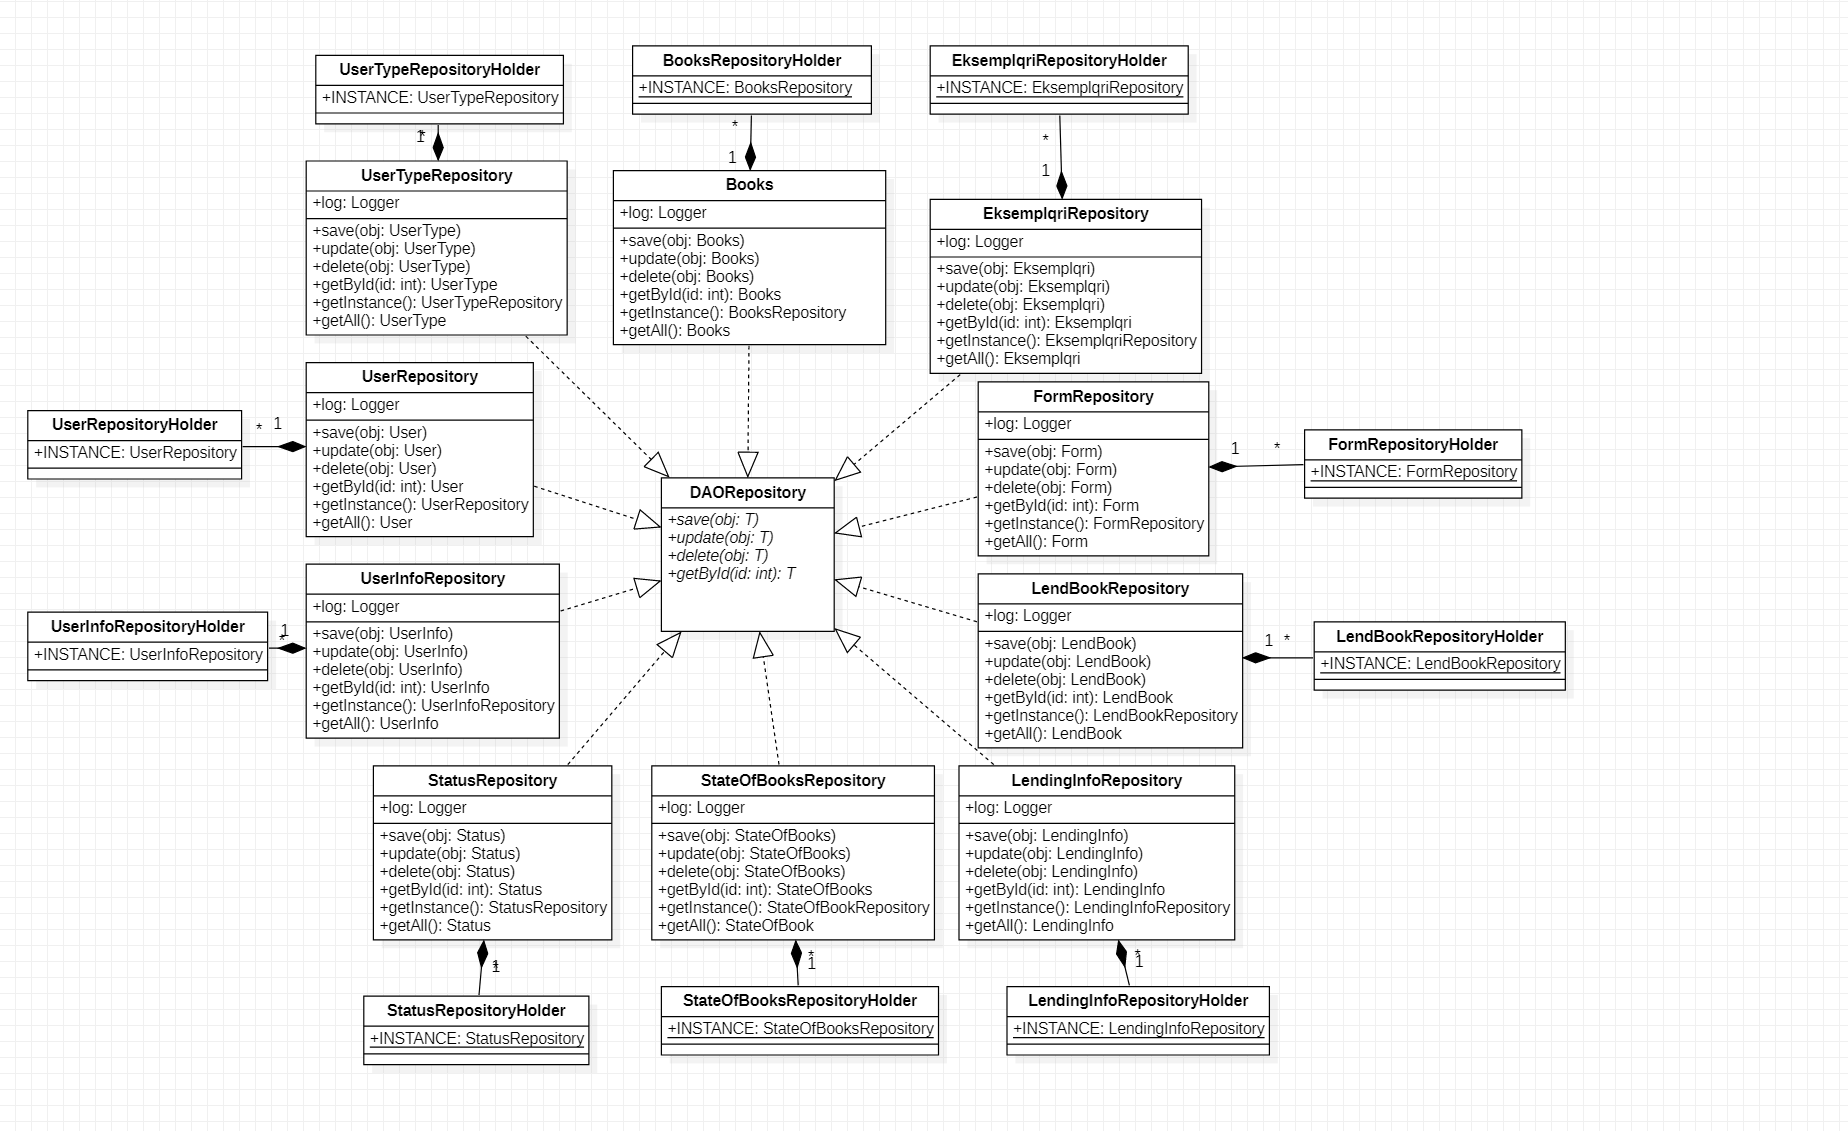 UserTypeRepositoryHolder
+INSTANCE: UserTypeRepository
1
*
UserTypeRepository
+log: Logger
+save(obj: UserType)
+update(obj: UserType)
+delete(obj: UserType)
+getById(id: int): UserType
+getInstance(): UserTypeRepository
+getAll(): UserType
BooksRepositoryHolder
+INSTANCE: BooksRepository
*
1
Books
+log: Logger
+save(obj: Books)
+update(obj: Books)
+delete(obj: Books)
+getById(id: int): Books
+getInstance(): BooksRepository
+getAll(): Books
EksemplqriRepositoryHolder
+INSTANCE: EksemplqriRepository
*
1
EksemplqriRepository
+log: Logger
+save(obj: Eksemplqri)
+update(obj: Eksemplqri)
+delete(obj: Eksemplqri)
+getById(id: int): Eksemplqri
+getInstance(): EksemplqriRepository
+getAll(): Eksemplqri
UserRepositoryHolder
+INSTANCE: UserRepository
*
1
UserRepository
+log: Logger
+save(obj: User)
+update(obj: User)
+delete(obj: User)
+getById(id: int): User
+getInstance(): UserRepository
+getAll(): User
DAORepository
+save(obj: T)
+update(obj: T)
+delete(obj: T)
+getById(id: int): T
FormRepository
+log: Logger
+save(obj: Form)
+update(obj: Form)
+delete(obj: Form)
+getById(id: int): Form
+getInstance(): FormRepository
+getAll(): Form
1
*
FormRepositoryHolder
+INSTANCE: FormRepository
UserInfoRepositoryHolder
+INSTANCE: UserInfoRepository
1
*
UserInfoRepository
+log: Logger
+save(obj: UserInfo)
+update(obj: UserInfo)
+delete(obj: UserInfo)
+getById(id: int): UserInfo
+getInstance(): UserInfoRepository
+getAll(): UserInfo
LendBookRepository
+log: Logger
+save(obj: LendBook)
+update(obj: LendBook)
+delete(obj: LendBook)
+getById(id: int): LendBook
+getInstance(): LendBookRepository
+getAll(): LendBook
1
*
LendBookRepositoryHolder
+INSTANCE: LendBookRepository
StatusRepository
+log: Logger
+save(obj: Status)
+update(obj: Status)
+delete(obj: Status)
+getById(id: int): Status
+getInstance(): StatusRepository
+getAll(): Status
*
1
StatusRepositoryHolder
+INSTANCE: StatusRepository
StateOfBooksRepository
+log: Logger
+save(obj: StateOfBooks)
+update(obj: StateOfBooks)
+delete(obj: StateOfBooks)
+getById(id: int): StateOfBooks
+getInstance(): StateOfBookRepository
+getAll(): StateOfBook
*
1
StateOfBooksRepositoryHolder
+INSTANCE: StateOfBooksRepository
LendingInfoRepository
+log: Logger
+save(obj: LendingInfo)
+update(obj: LendingInfo)
+delete(obj: LendingInfo)
+getById(id: int): LendingInfo
+getInstance(): LendingInfoRepository
+getAll(): LendingInfo
*
1
LendingInfoRepositoryHolder
+INSTANCE: LendingInfoRepository